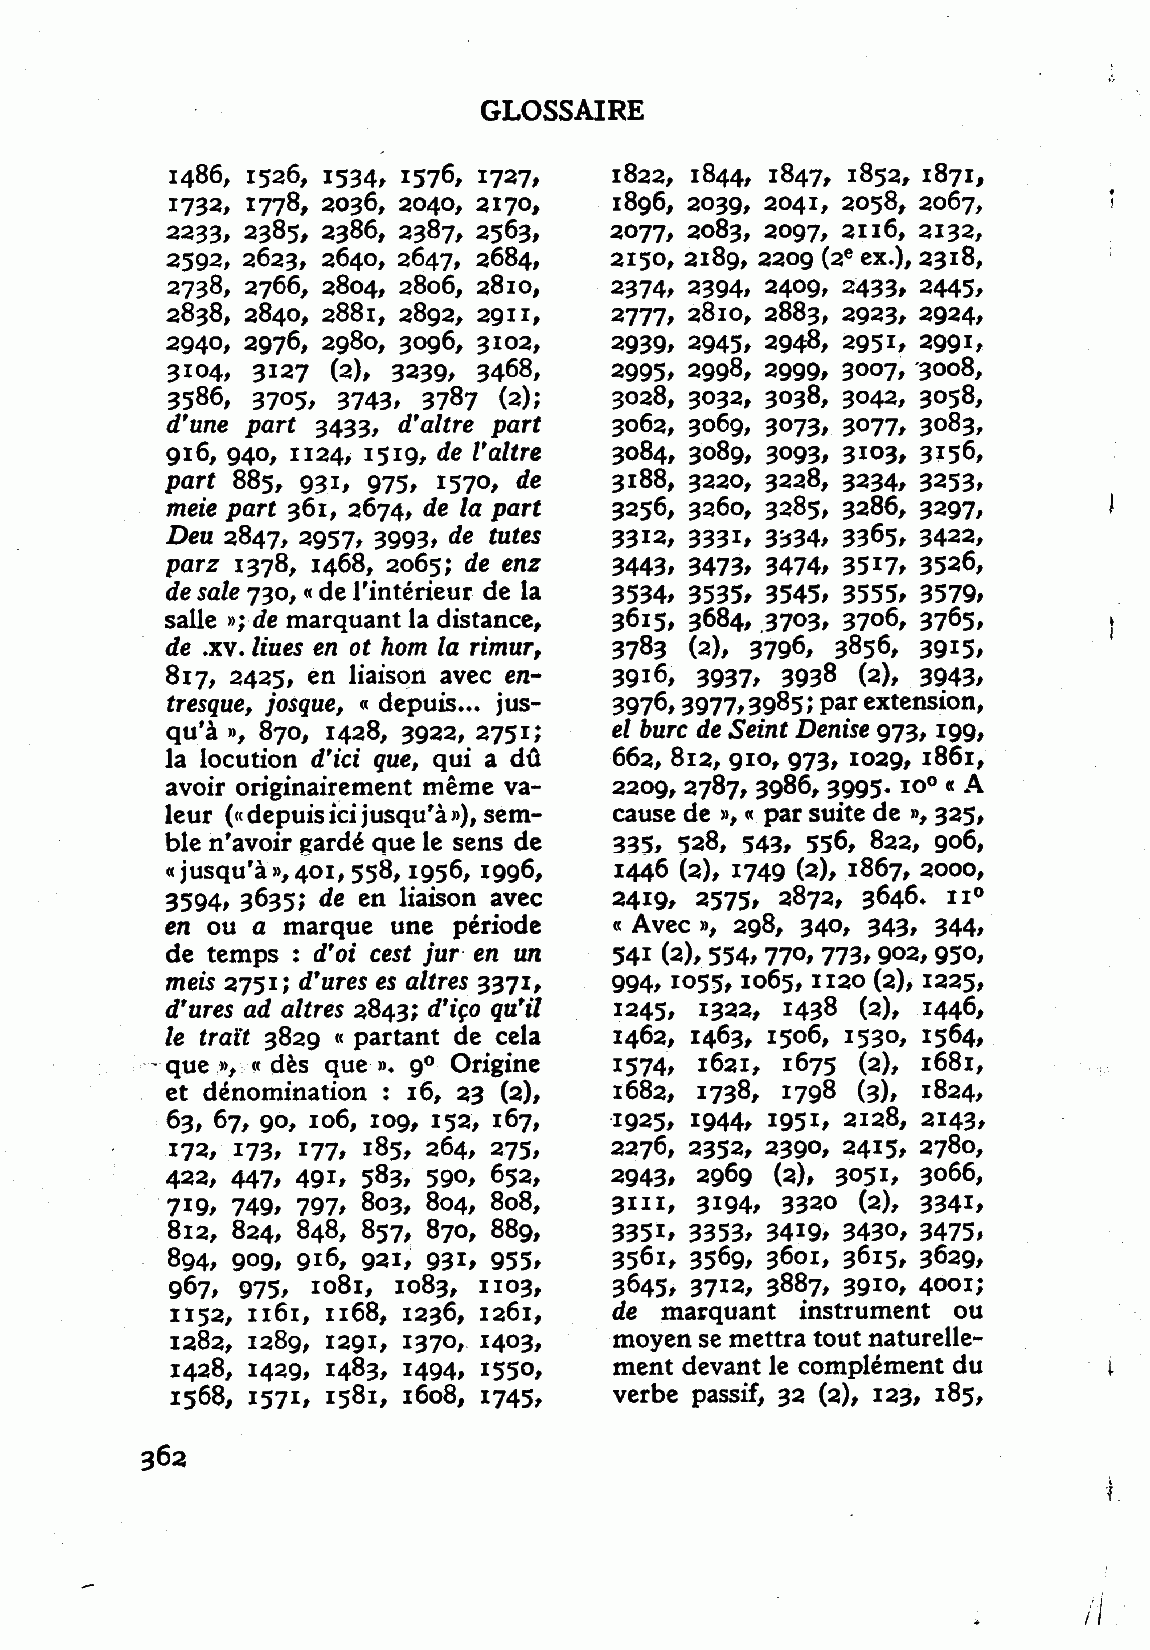 GLOSSAIRE
1486, 1526, 1534, 1576, 1727,
1732, 1778, 2036, 2040, 2170,
2233, 2385, 2386, 2387, 2563,
2592, 2623, 2640, 2647, 2684,
2738, 2766, 2804, 2806, 2810,
2838, 2840, 2881, 2892, 2911,
2940, 2976, 2980, 3096, 3102,
3104, 3127 (2), 3239, 3468,
3586, 3705, 3743, 3787 (2);
d'une part 3433, d'altre part
916, 940, 1124, 1519, de l'altre
part 885, 931, 975, 1570, de
meie part 361, 2674, de la part
Deu 2847, 2957, 3993, de tutes
parz 1378, 1468, 2065; de enz
de sale 730, « de l'intérieur de la
salle »; de marquant la distance,
de .XV. liues en ot hom la rimur,
817, 2425, en liaison avec en-
tresque, josque, « depuis... jus-
qu'à », 870, 1428, 3922, 2751;
la locution d'ici que, qui a dû
avoir originairement même va-
leur (« depuis ici jusqu'à »), sem-
ble n'avoir gardé que le sens de
« jusqu'à », 401, 558, 1956, 1996,
3594, 3635; de en liaison avec
en ou a marque une période
de temps : d'oi cest jur en un
meis 2751; d'ures es altres 3371,
d'ures ad altres 2843; d'iço qu'il
le traït 3829 « partant de cela
que », « dès que ». 9º Origine
et dénomination : 16, 23 (2),
63, 67, 90, 106, 109, 152, 167,
172, 173, 177, 185, 264, 275,
422, 447, 491, 583, 590, 652,
719, 749, 797, 803, 804, 808,
812, 824, 848, 857, 870, 889,
894, 909, 916, 921, 931, 955,
967, 975, 1081, 1083, 1103,
1152, 1161, 1168, 1236, 1261,
1282, 1289, 1291, 1370, 1403,
1428, 1429, 1483, 1494, 1550,
1568, 1571, 1581, 1608, 1745,
1822, 1844, 1847, 1852, 1871,
1896, 2039, 2041, 2058, 2067,
2077, 2083, 2097, 2116, 2132,
2150, 2189, 2209 (2e ex.), 2318,
2374, 2394, 2409, 2433, 2445,
2777, 2810, 2883, 2923, 2924,
2939, 2945, 2948, 2951, 2991,
2995, 2998, 2999, 3007, 3008,
3028, 3032, 3038, 3042, 3058,
3062, 3069, 3073, 3077, 3083,
3084, 3089, 3093, 3103, 3156,
3188, 3220, 3228, 3234, 3253,
3256, 3260, 3285, 3286, 3297,
3312, 3331, 3334, 3365, 3422,
3443, 3473, 3474, 3517, 3526,
3534, 3535, 3545, 3555, 3579,
3615, 3684, 3703, 3706, 3765,
3783 (2), 3796, 3856, 3915,
3916, 3937, 3938 (2), 3943,
3976, 3977, 3985; par extension,
el burc de Seint Denise 973, 199,
662, 812, 910, 973, 1029, 1861,
2209, 2787, 3986, 3995. 10º « A
cause de », « par suite de », 325,
335, 528, 543, 556, 822, 906,
1446 (2), 1749 (2), 1867, 2000,
2419, 2575, 2872, 3646. 11º
« Avec », 298, 340, 343, 344,
541 (2), 554, 770, 773, 902, 950,
994, 1055, 1065, 1120 (2), 1225,
1245, 1322, 1438 (2), 1446,
1462, 1463, 1506, 1530, 1564,
1574, 1621, 1675 (2), 1681,
1682, 1738, 1798 (3), 1824,
1925, 1944, 1951, 2128, 2143,
2276, 2352, 2390, 2415, 2780,
2943, 2969 (2), 3051, 3066,
3111, 3194, 3320 (2), 3341,
3351, 3353, 3419, 3430, 3475,
3561, 3569, 3601, 3615, 3629,
3645, 3712, 3887, 3910, 4001;
de marquant instrument ou
moyen se mettra tout naturelle-
ment devant le complément du
verbe passif, 32 (2), 123, 185,
362